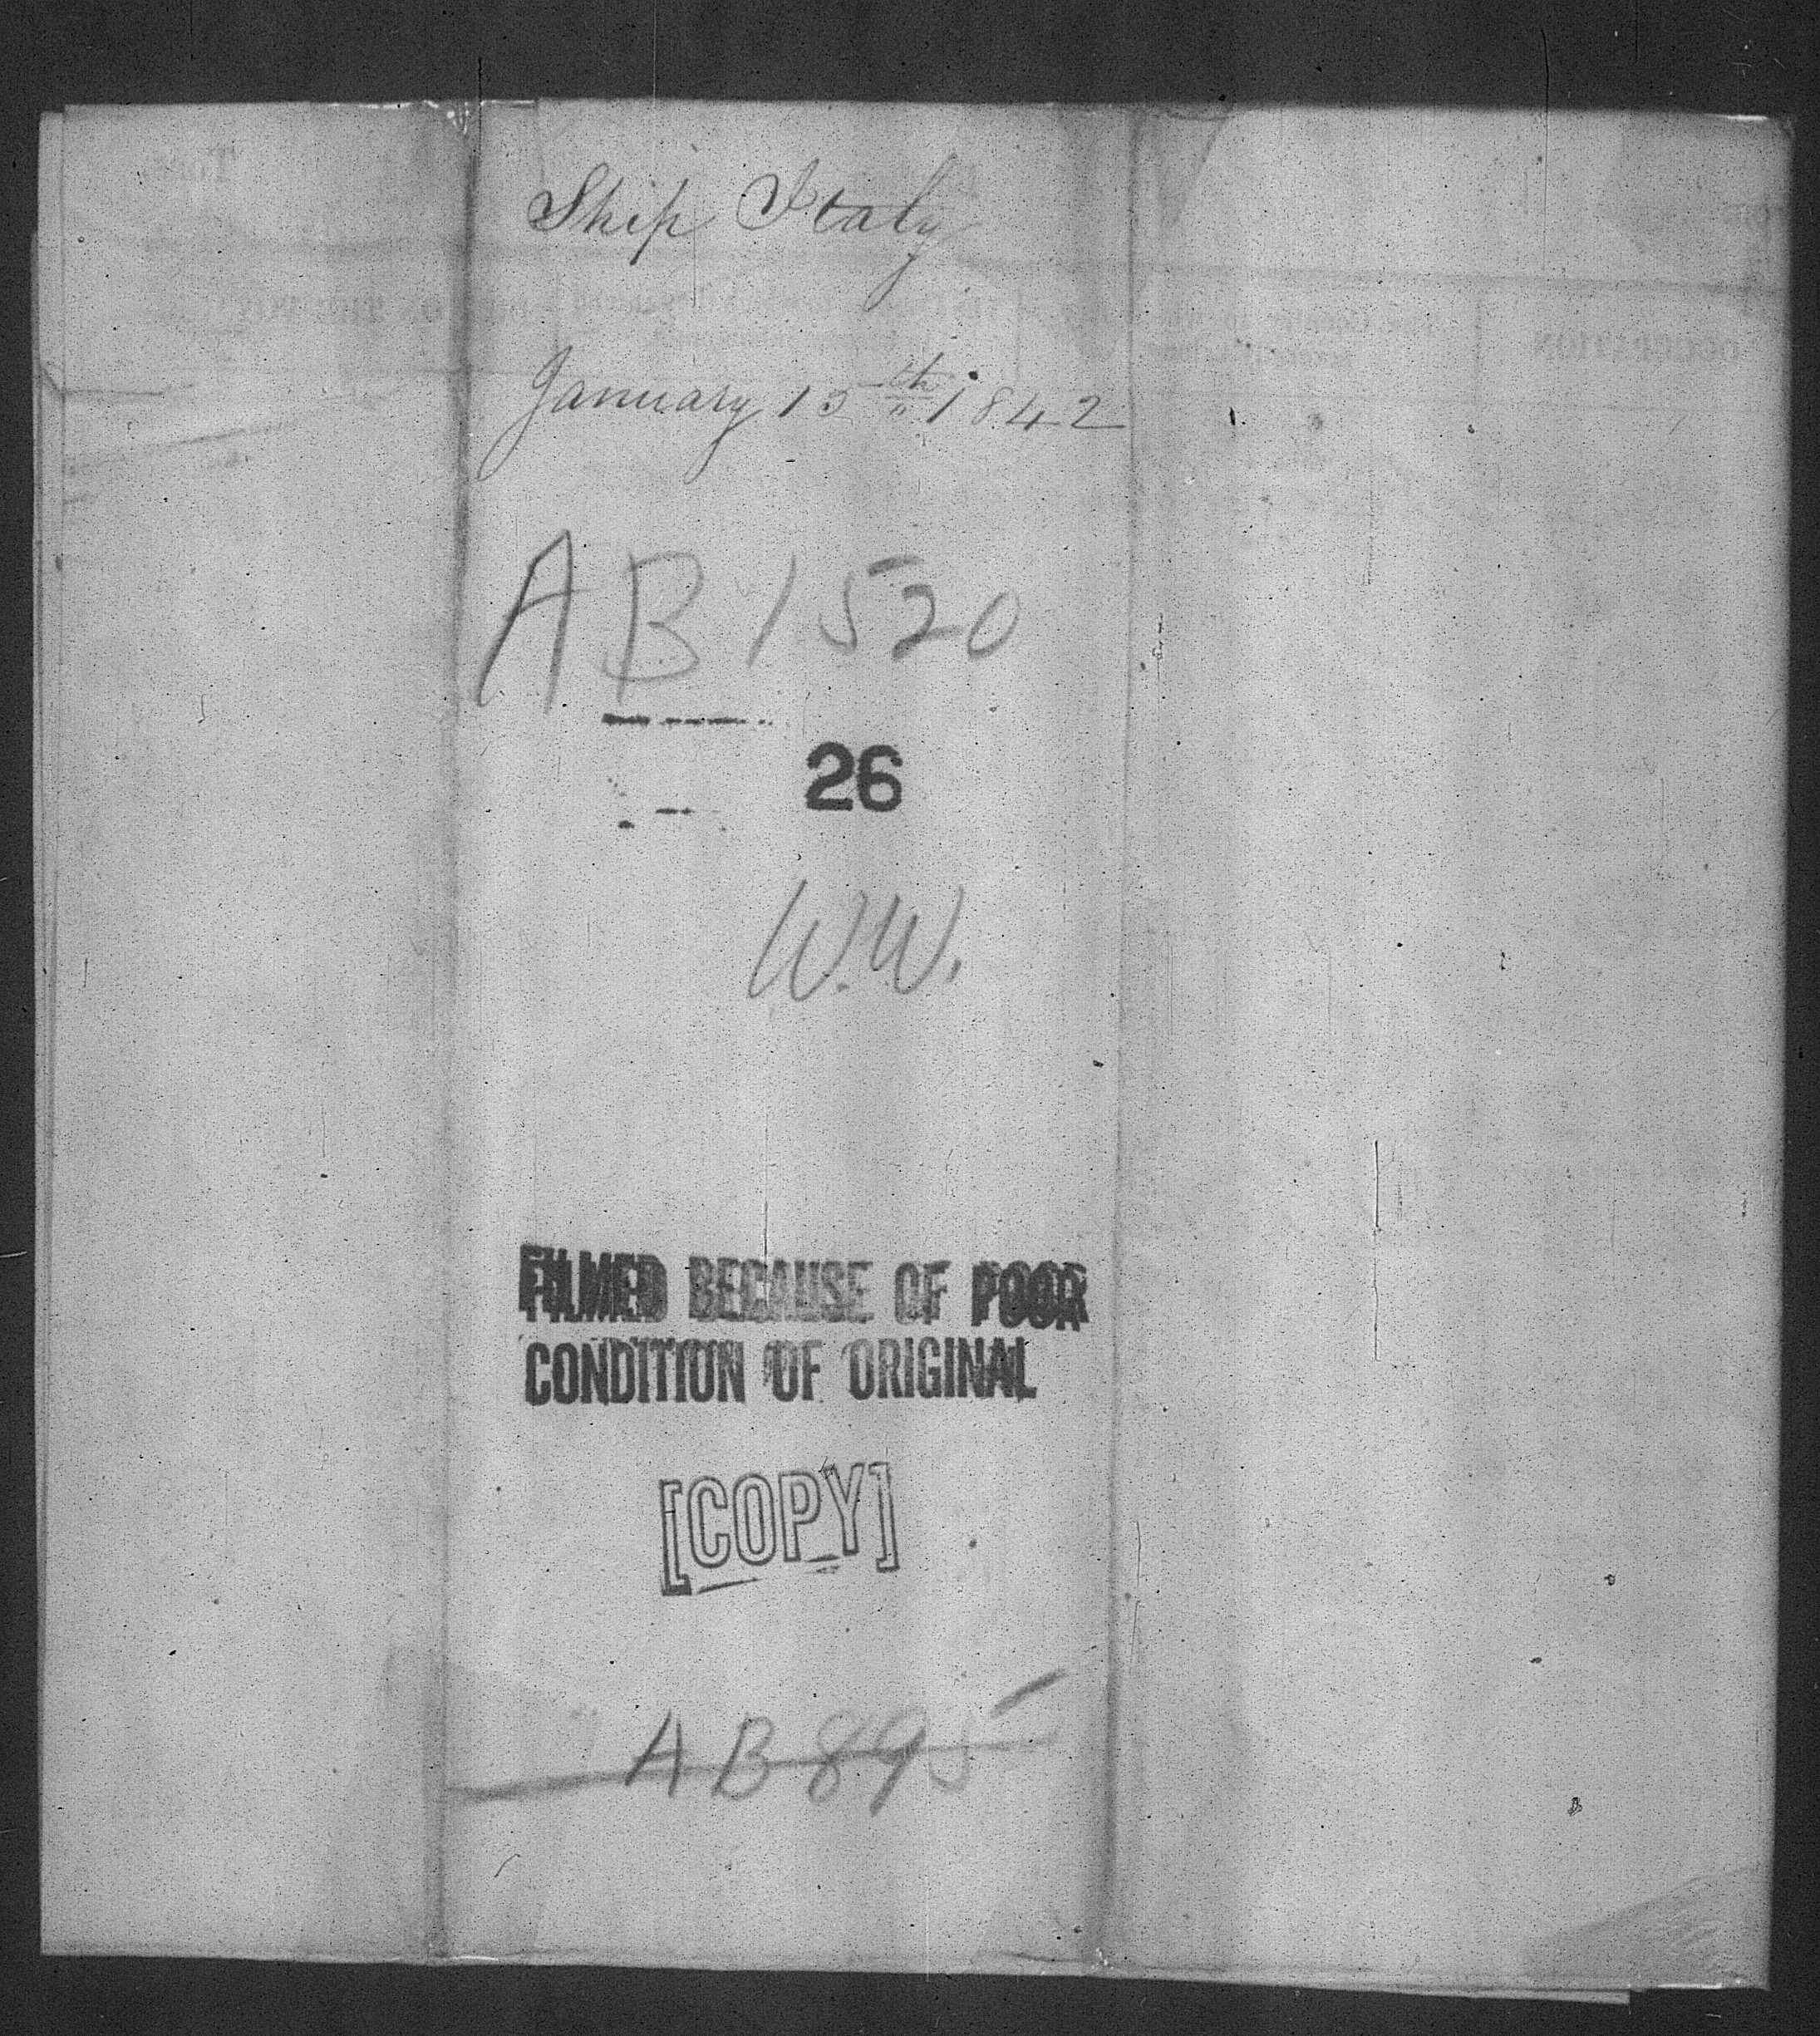 Ship Italy
January 15th 1842
AB 1520
26
W.W.
FILMED BECAUSE OF POOR
CONDITION OF ORIGINAL
[COPY]
AB 895